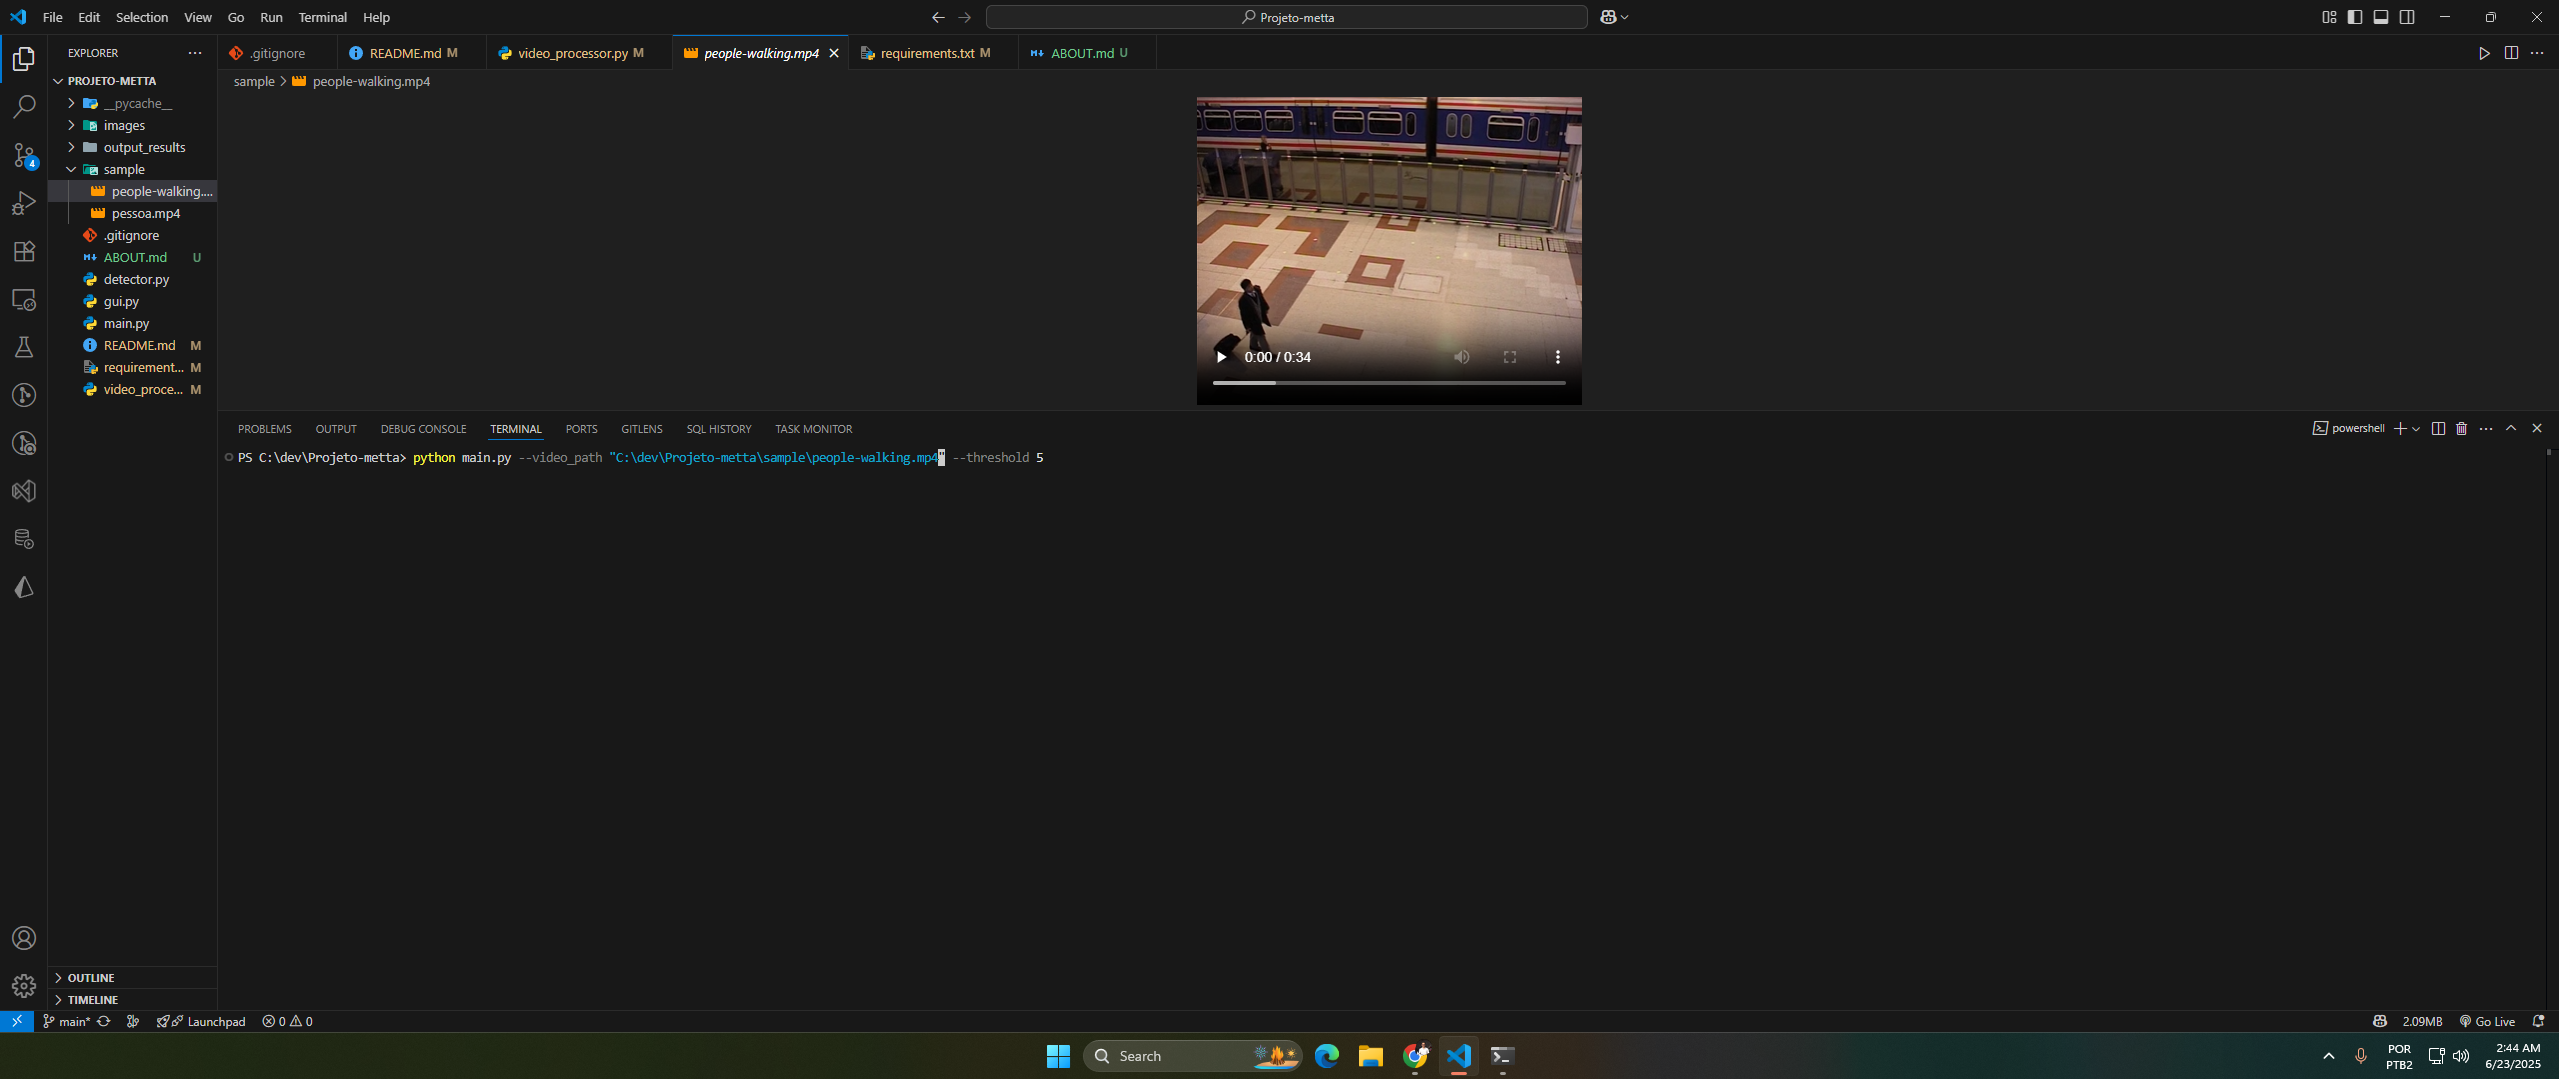 File Edit Selection View Go Run Terminal Help
Projeto-metta
EXPLORER
PROJETO-METTA
__pycache__
images
output_results
sample
people-walking....
pessoa.mp4
.gitignore
ABOUT.md U
detector.py
gui.py
main.py
README.md M
requirement... M
video_proce... M
OUTLINE
TIMELINE
.gitignore
README.md M
video_processor.py M
people-walking.mp4
requirements.txt M
ABOUT.md U
sample > people-walking.mp4
0:00 / 0:34
PROBLEMS OUTPUT DEBUG CONSOLE TERMINAL PORTS GITLENS SQL HISTORY TASK MONITOR
powershell
PS C:\dev\Projeto-metta> python main.py --video_path "C:\dev\Projeto-metta\sample\people-walking.mp4" --threshold 5
4
main* Launchpad 0 0
2.09MB Go Live
Search
POR
PTB2
2:44 AM
6/23/2025